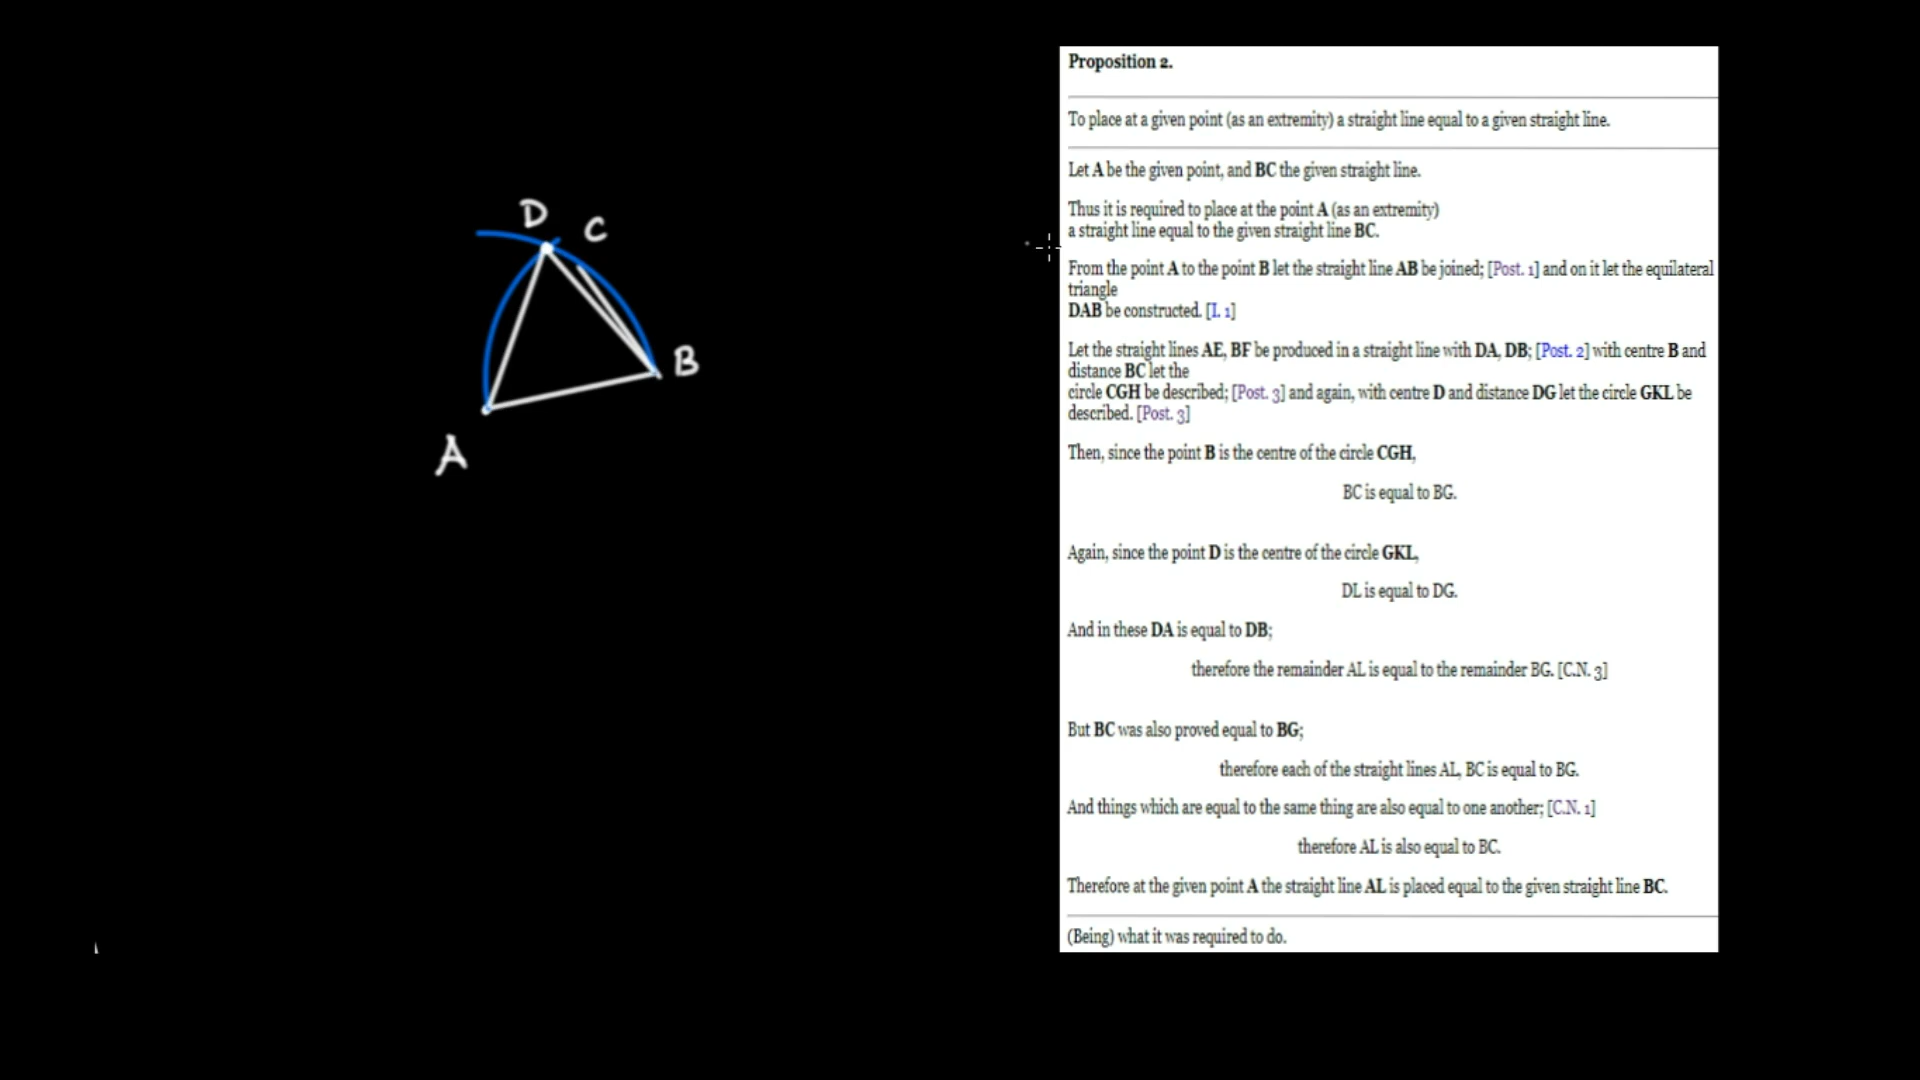 D C
B
A
Proposition 2.
To place at a given point (as an extremity) a straight line equal to a given straight line.
Let A be the given point, and BC the given straight line.
Thus it is required to place at the point A (as an extremity)
a straight line equal to the given straight line BC.
From the point A to the point B let the straight line AB be joined; [Post. 1] and on it let the equilateral
triangle
DAB be constructed. [I. 1]
Let the straight lines AE, BF be produced in a straight line with DA, DB; [Post. 2] with centre B and
distance BC let the
circle CGH be described; [Post. 3] and again, with centre D and distance DG let the circle GKL be
described. [Post. 3]
Then, since the point B is the centre of the circle CGH,
BC is equal to BG.
Again, since the point D is the centre of the circle GKL,
DL is equal to DG.
And in these DA is equal to DB;
therefore the remainder AL is equal to the remainder BG. [C.N. 3]
But BC was also proved equal to BG;
therefore each of the straight lines AL, BC is equal to BG.
And things which are equal to the same thing are also equal to one another; [C.N. 1]
therefore AL is also equal to BC.
Therefore at the given point A the straight line AL is placed equal to the given straight line BC.
(Being) what it was required to do.